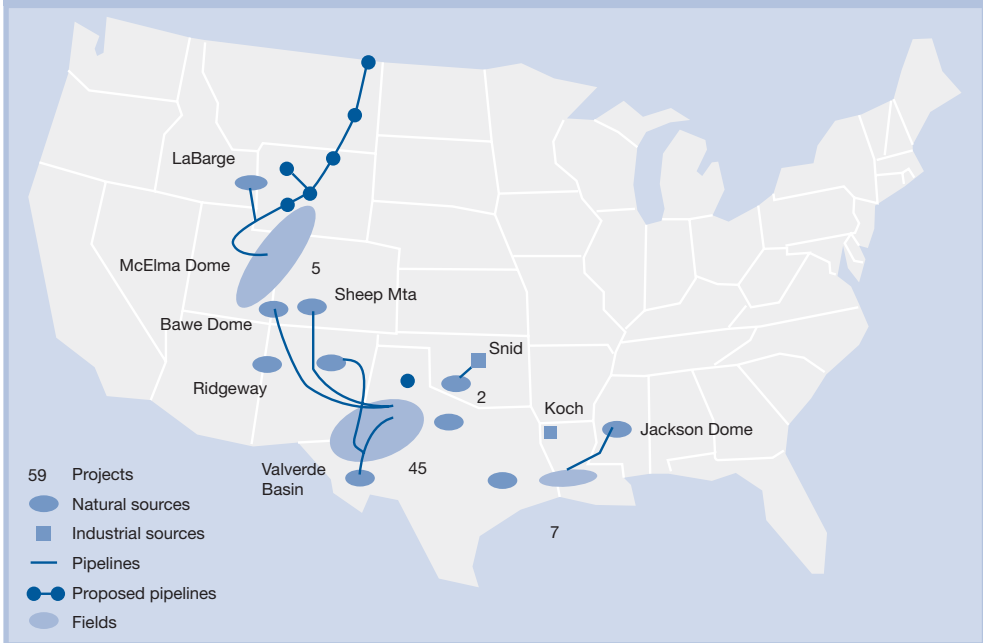 LaBarge
McElma Dome
5
Sheep Mta
Bawe Dome
Snid
Ridgeway
2
Koch
Jackson Dome
Valverde
Basin
45
7
59 Projects
Natural sources
Industrial sources
Pipelines
Proposed pipelines
Fields